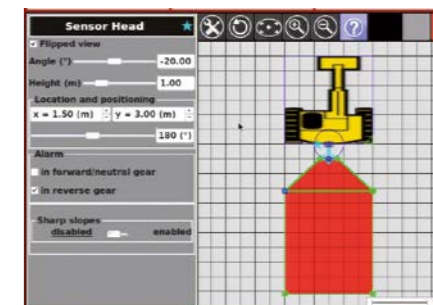 Sensor Head
Flipped view
Angle (°) -20.00
Height (m) 1.00
Location and positioning
x = 1.50 (m) y = 3.00 (m)
180 (°)
Alarm
in forward/neutral gear
in reverse gear
Sharp slopes
disabled enabled
?